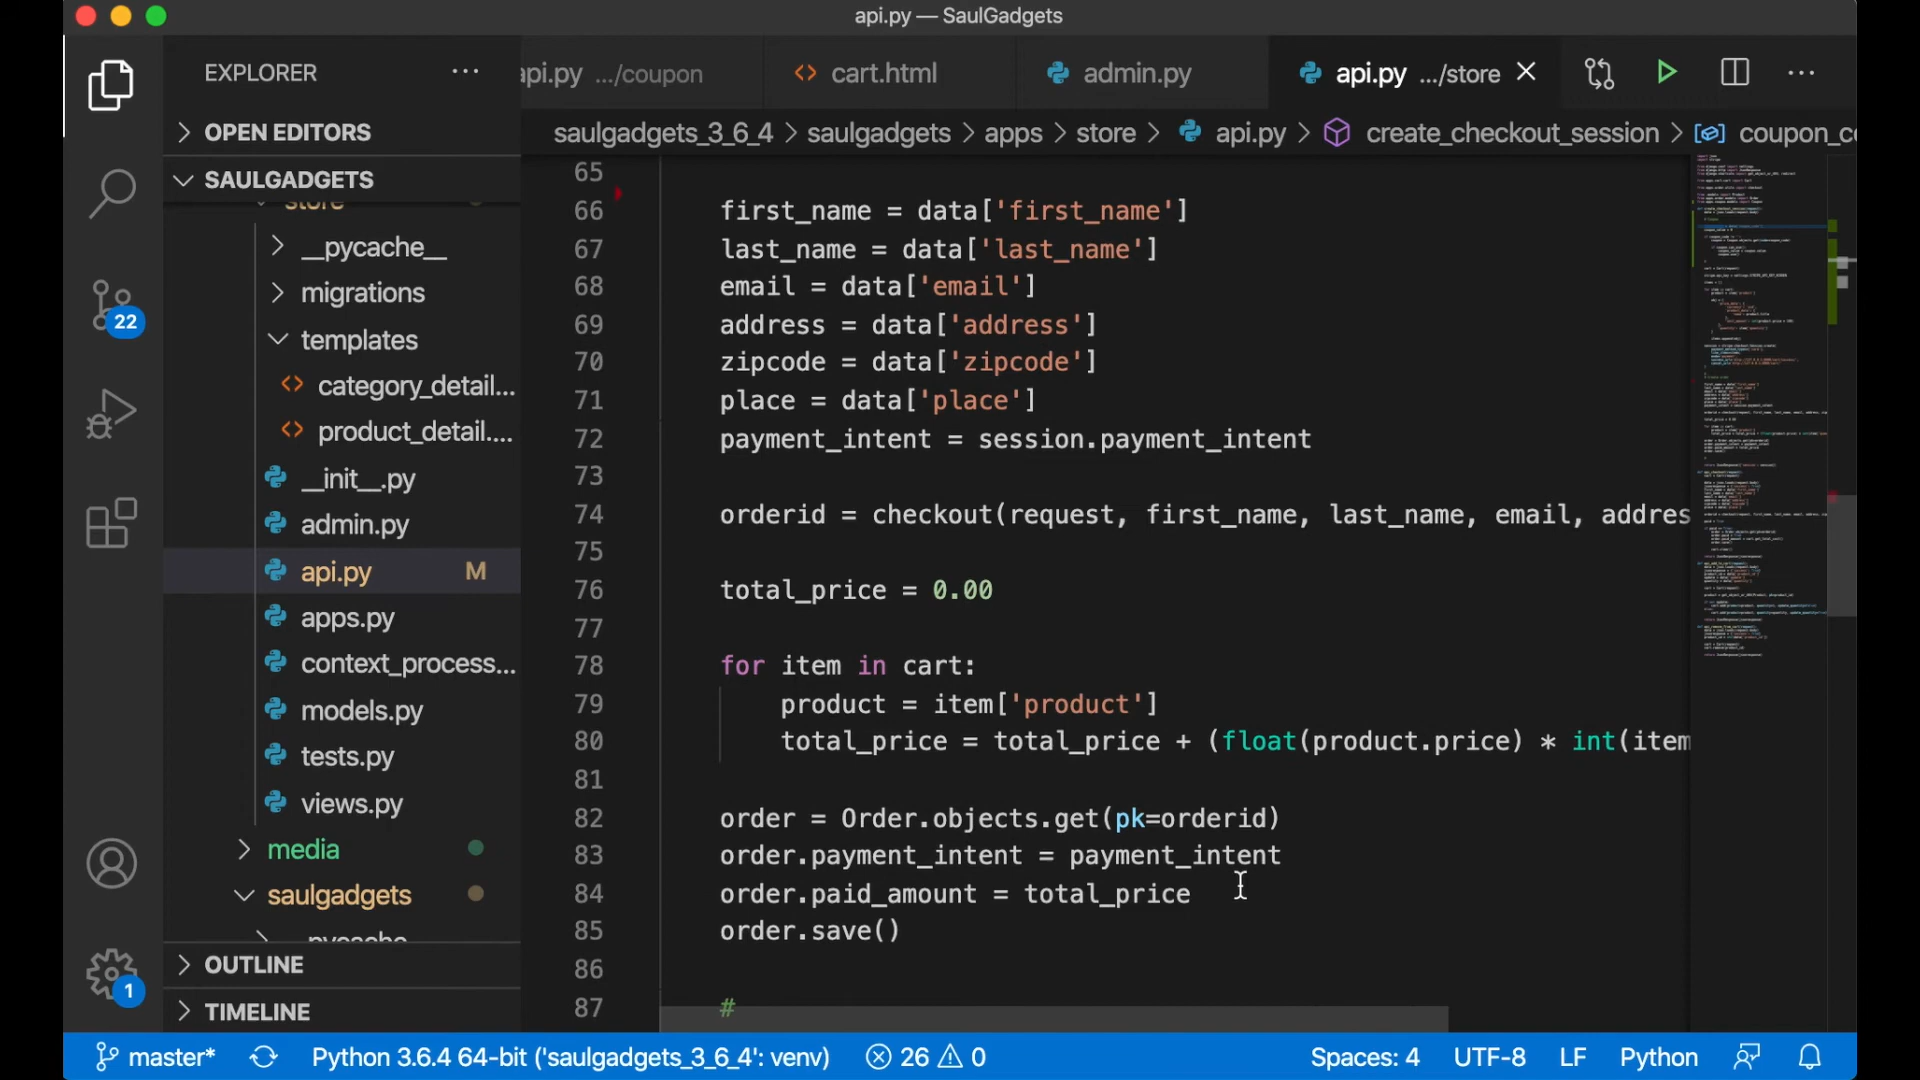 api.py — SaulGadgets
EXPLORER
api.py .../coupon
cart.html
admin.py
api.py .../store
OPEN EDITORS
saulgadgets_3_6_4 > saulgadgets > apps > store > api.py > create_checkout_session > coupon_c
SAULGADGETS
store
__pycache__
migrations
templates
category_detail...
product_detail....
__init__.py
admin.py
api.py M
apps.py
context_process...
models.py
tests.py
views.py
media
saulgadgets
OUTLINE
TIMELINE
22
1
65
66 first_name = data['first_name']
67 last_name = data['last_name']
68 email = data['email']
69 address = data['address']
70 zipcode = data['zipcode']
71 place = data['place']
72 payment_intent = session.payment_intent
73
74 orderid = checkout(request, first_name, last_name, email, addres
75
76 total_price = 0.00
77
78 for item in cart:
79 product = item['product']
80 total_price = total_price + (float(product.price) * int(item
81
82 order = Order.objects.get(pk=orderid)
83 order.payment_intent = payment_intent
84 order.paid_amount = total_price
85 order.save()
86
87 #
master* Python 3.6.4 64-bit ('saulgadgets_3_6_4': venv) 26 0 Spaces: 4 UTF-8 LF Python